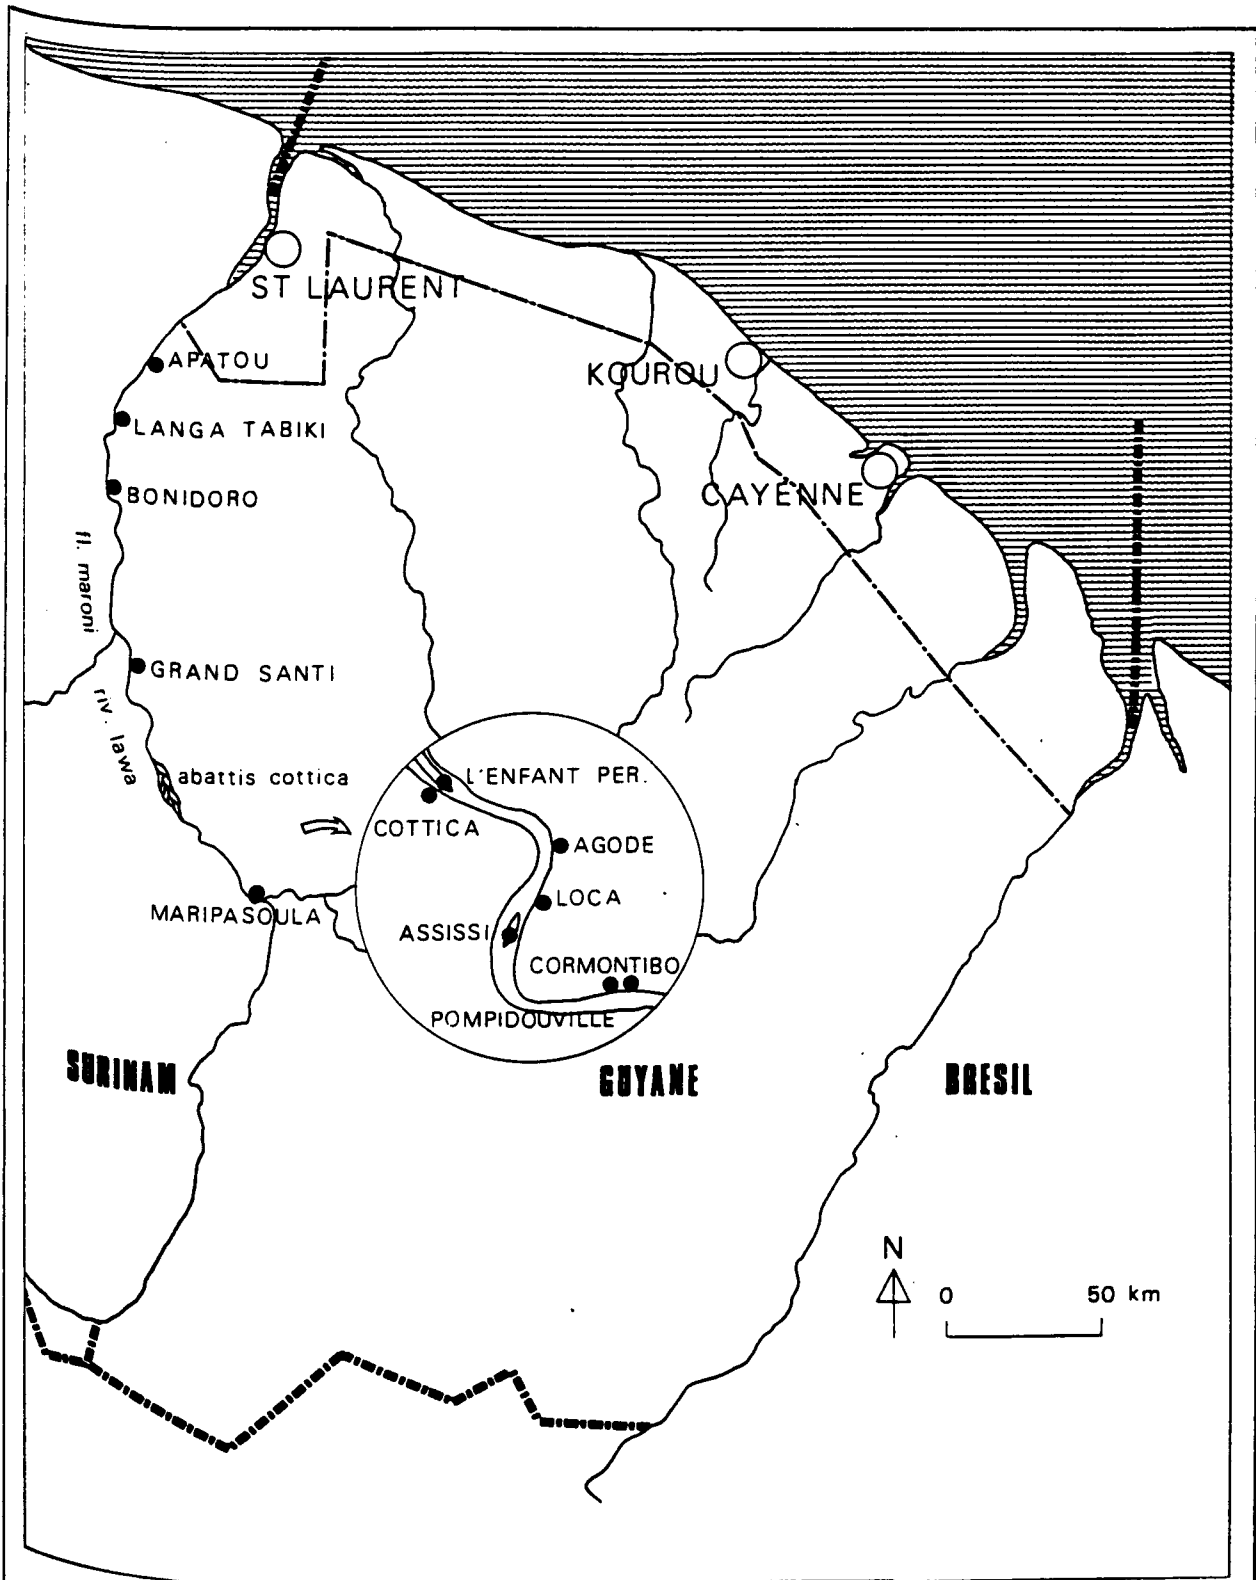 ST LAURENT
APATOU
KOUROU
LANGA TABIKI
CAYENNE
BONIDORO
fl. maroni
GRAND SANTI
riv. lawa
abattis cottica
L'ENFANT PER.
COTTICA
AGODE
LOCA
MARIPASOULA
ASSISSI
CORMONTIBO
POMPIDOUVILLE
SURINAM
GUYANE
BRESIL
N
0
50 km